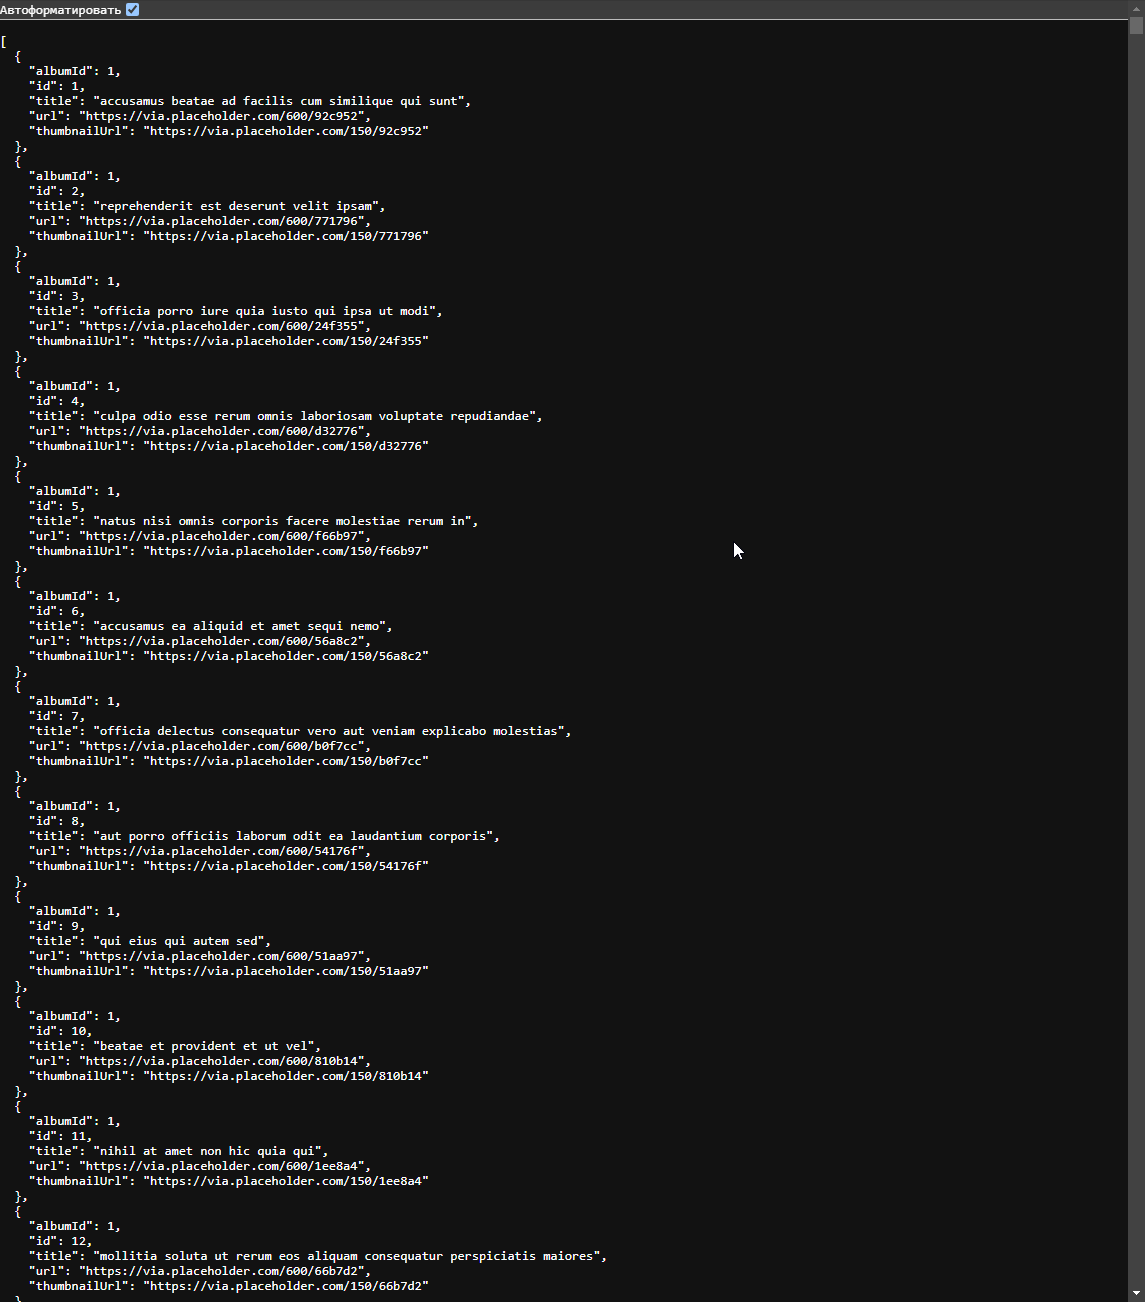 Автоформатировать
[
  {
    "albumId": 1,
    "id": 1,
    "title": "accusamus beatae ad facilis cum similique qui sunt",
    "url": "https://via.placeholder.com/600/92c952",
    "thumbnailUrl": "https://via.placeholder.com/150/92c952"
  },
  {
    "albumId": 1,
    "id": 2,
    "title": "reprehenderit est deserunt velit ipsam",
    "url": "https://via.placeholder.com/600/771796",
    "thumbnailUrl": "https://via.placeholder.com/150/771796"
  },
  {
    "albumId": 1,
    "id": 3,
    "title": "officia porro iure quia iusto qui ipsa ut modi",
    "url": "https://via.placeholder.com/600/24f355",
    "thumbnailUrl": "https://via.placeholder.com/150/24f355"
  },
  {
    "albumId": 1,
    "id": 4,
    "title": "culpa odio esse rerum omnis laboriosam voluptate repudiandae",
    "url": "https://via.placeholder.com/600/d32776",
    "thumbnailUrl": "https://via.placeholder.com/150/d32776"
  },
  {
    "albumId": 1,
    "id": 5,
    "title": "natus nisi omnis corporis facere molestiae rerum in",
    "url": "https://via.placeholder.com/600/f66b97",
    "thumbnailUrl": "https://via.placeholder.com/150/f66b97"
  },
  {
    "albumId": 1,
    "id": 6,
    "title": "accusamus ea aliquid et amet sequi nemo",
    "url": "https://via.placeholder.com/600/56a8c2",
    "thumbnailUrl": "https://via.placeholder.com/150/56a8c2"
  },
  {
    "albumId": 1,
    "id": 7,
    "title": "officia delectus consequatur vero aut veniam explicabo molestias",
    "url": "https://via.placeholder.com/600/b0f7cc",
    "thumbnailUrl": "https://via.placeholder.com/150/b0f7cc"
  },
  {
    "albumId": 1,
    "id": 8,
    "title": "aut porro officiis laborum odit ea laudantium corporis",
    "url": "https://via.placeholder.com/600/54176f",
    "thumbnailUrl": "https://via.placeholder.com/150/54176f"
  },
  {
    "albumId": 1,
    "id": 9,
    "title": "qui eius qui autem sed",
    "url": "https://via.placeholder.com/600/51aa97",
    "thumbnailUrl": "https://via.placeholder.com/150/51aa97"
  },
  {
    "albumId": 1,
    "id": 10,
    "title": "beatae et provident et ut vel",
    "url": "https://via.placeholder.com/600/810b14",
    "thumbnailUrl": "https://via.placeholder.com/150/810b14"
  },
  {
    "albumId": 1,
    "id": 11,
    "title": "nihil at amet non hic quia qui",
    "url": "https://via.placeholder.com/600/1ee8a4",
    "thumbnailUrl": "https://via.placeholder.com/150/1ee8a4"
  },
  {
    "albumId": 1,
    "id": 12,
    "title": "mollitia soluta ut rerum eos aliquam consequatur perspiciatis maiores",
    "url": "https://via.placeholder.com/600/66b7d2",
    "thumbnailUrl": "https://via.placeholder.com/150/66b7d2"